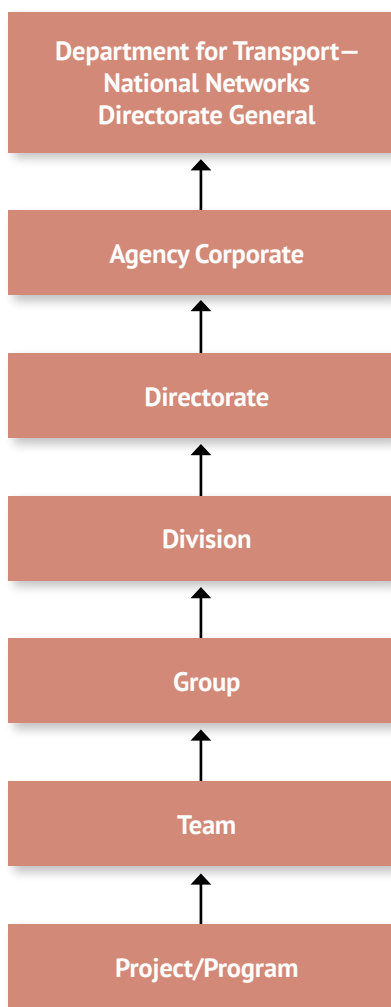 Department for Transport—
National Networks
Directorate General
Agency Corporate
Directorate
Division
Group
Team
Project/Program